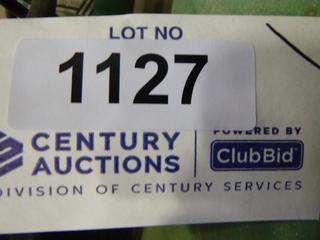 LOT NO
1127
CENTURY
AUCTIONS
POWERED BY
ClubBid
DIVISION OF CENTURY SERVICES